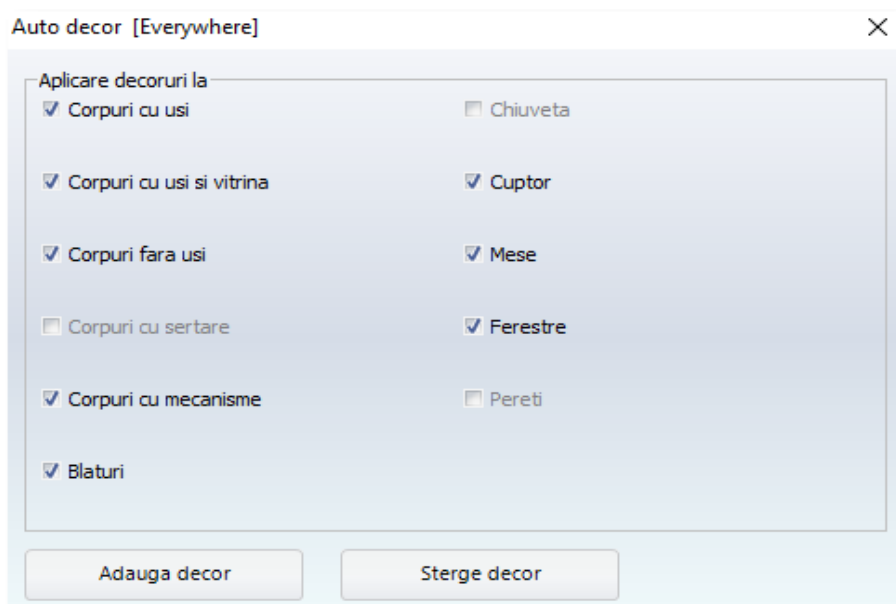 Auto decor [Everywhere]
Aplicare decoruri la
Corpuri cu usi
Chiuveta
Corpuri cu usi si vitrina
Cuptor
Corpuri fara usi
Mese
Corpuri cu sertare
Ferestre
Corpuri cu mecanisme
Pereti
Blaturi
Adauga decor
Sterge decor